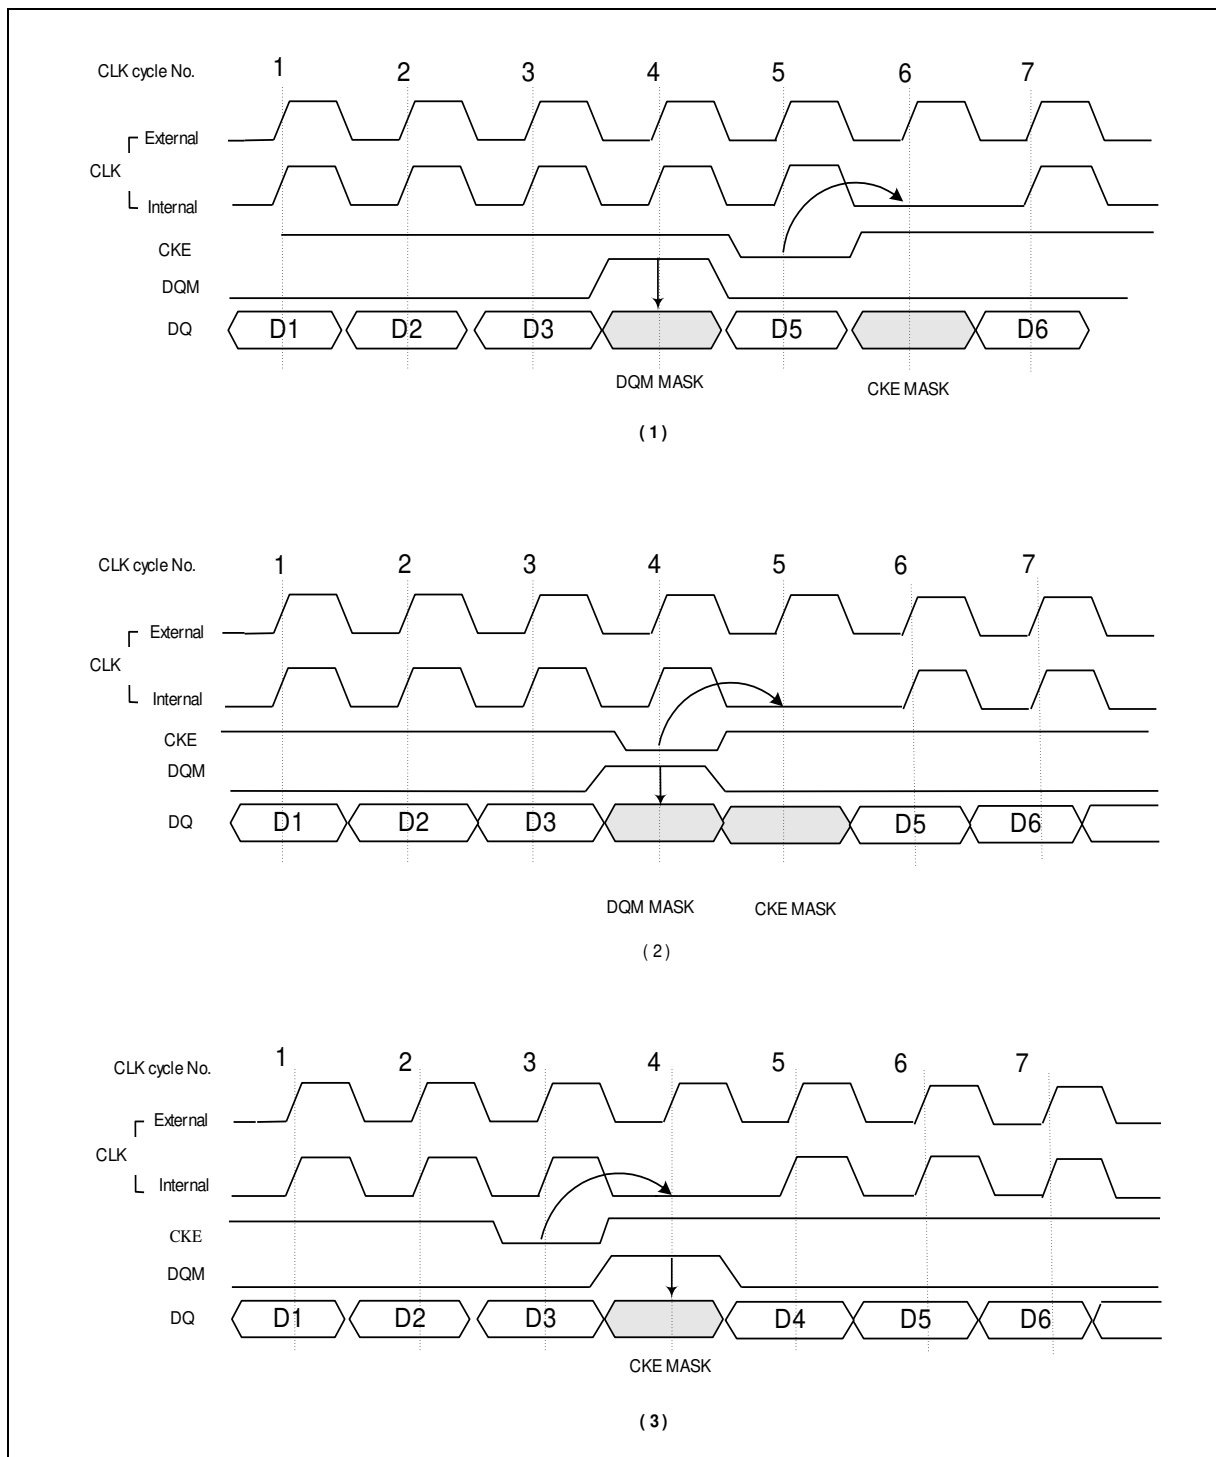 CLK cycle No. 1 2 3 4 5 6 7
External
CLK
Internal
CKE
DQM
DQ D1 D2 D3 D5 D6
DQM MASK CKE MASK
( 1 )
CLK cycle No. 1 2 3 4 5 6 7
External
CLK
Internal
CKE
DQM
DQ D1 D2 D3 D5 D6
DQM MASK CKE MASK
( 2 )
CLK cycle No. 1 2 3 4 5 6 7
External
CLK
Internal
CKE
DQM
DQ D1 D2 D3 D4 D5 D6
CKE MASK
( 3 )